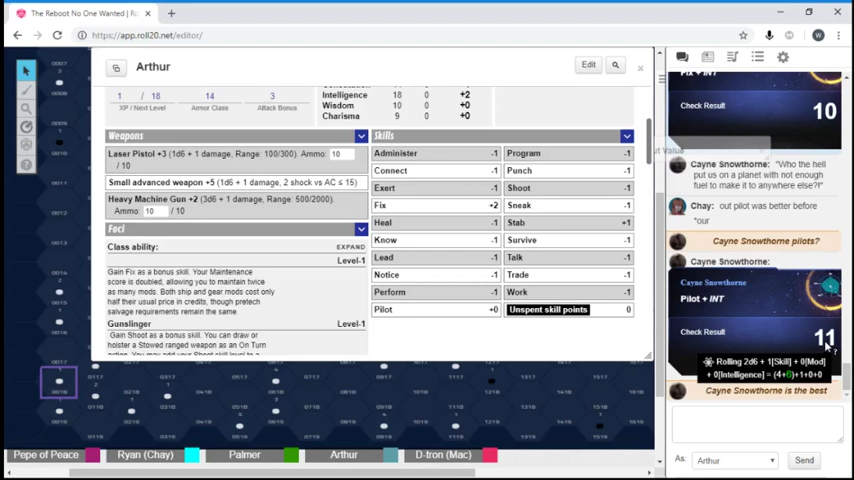 The Reboot No One Wanted | R
https://app.roll20.net/editor/
Arthur
Edit
1 / 18
XP / Next Level
14
Armor Class
3
Attack Bonus
Intelligence 18 0 +2
Wisdom 10 0 +0
Charisma 9 0 +0
Weapons
Laser Pistol +3 (1d6 + 1 damage, Range: 100/300) Ammo: 10
/ 10
Small advanced weapon +5 (1d6 + 1 damage, 2 shock vs AC ≤ 15)
Heavy Machine Gun +2 (3d6 + 1 damage, Range: 500/2000).
Ammo: 10 / 10
Foci
Class ability: EXPAND
Level-1
Gain Fix as a bonus skill. Your Maintenance
score is doubled, allowing you to maintain twice
as many mods. Both ship and gear mods cost only
half their usual price in credits, though pretech
salvage requirements remain the same.
Gunslinger Level-1
Gain Shoot as a bonus skill. You can draw or
holster a Stowed ranged weapon as an On Turn
Skills
Administer -1 Program -1
Connect -1 Punch -1
Exert -1 Shoot -1
Fix +2 Sneak -1
Heal -1 Stab +1
Know -1 Survive -1
Lead -1 Talk -1
Notice -1 Trade -1
Perform -1 Work -1
Pilot +0 Unspent skill points 0
ut Value
Fix + INT
Check Result 10
Cayne Snowthorne: "Who the hell
put us on a planet with not enough
fuel to make it to anywhere else?!"
Chay: out pilot was better before
*our
Cayne Snowthorne pilots?
Cayne Snowthorne:
Cayne Snowthorne
Pilot + INT
Check Result 11
Rolling 2d6 + 1[Skill] + 0[Mod]
+ 0[Intelligence] = (4+6)+1+0+0
Cayne Snowthorne is the best
As: Arthur Send
Pepe of Peace Ryan (Chay) Palmer Arthur D-tron (Mac)